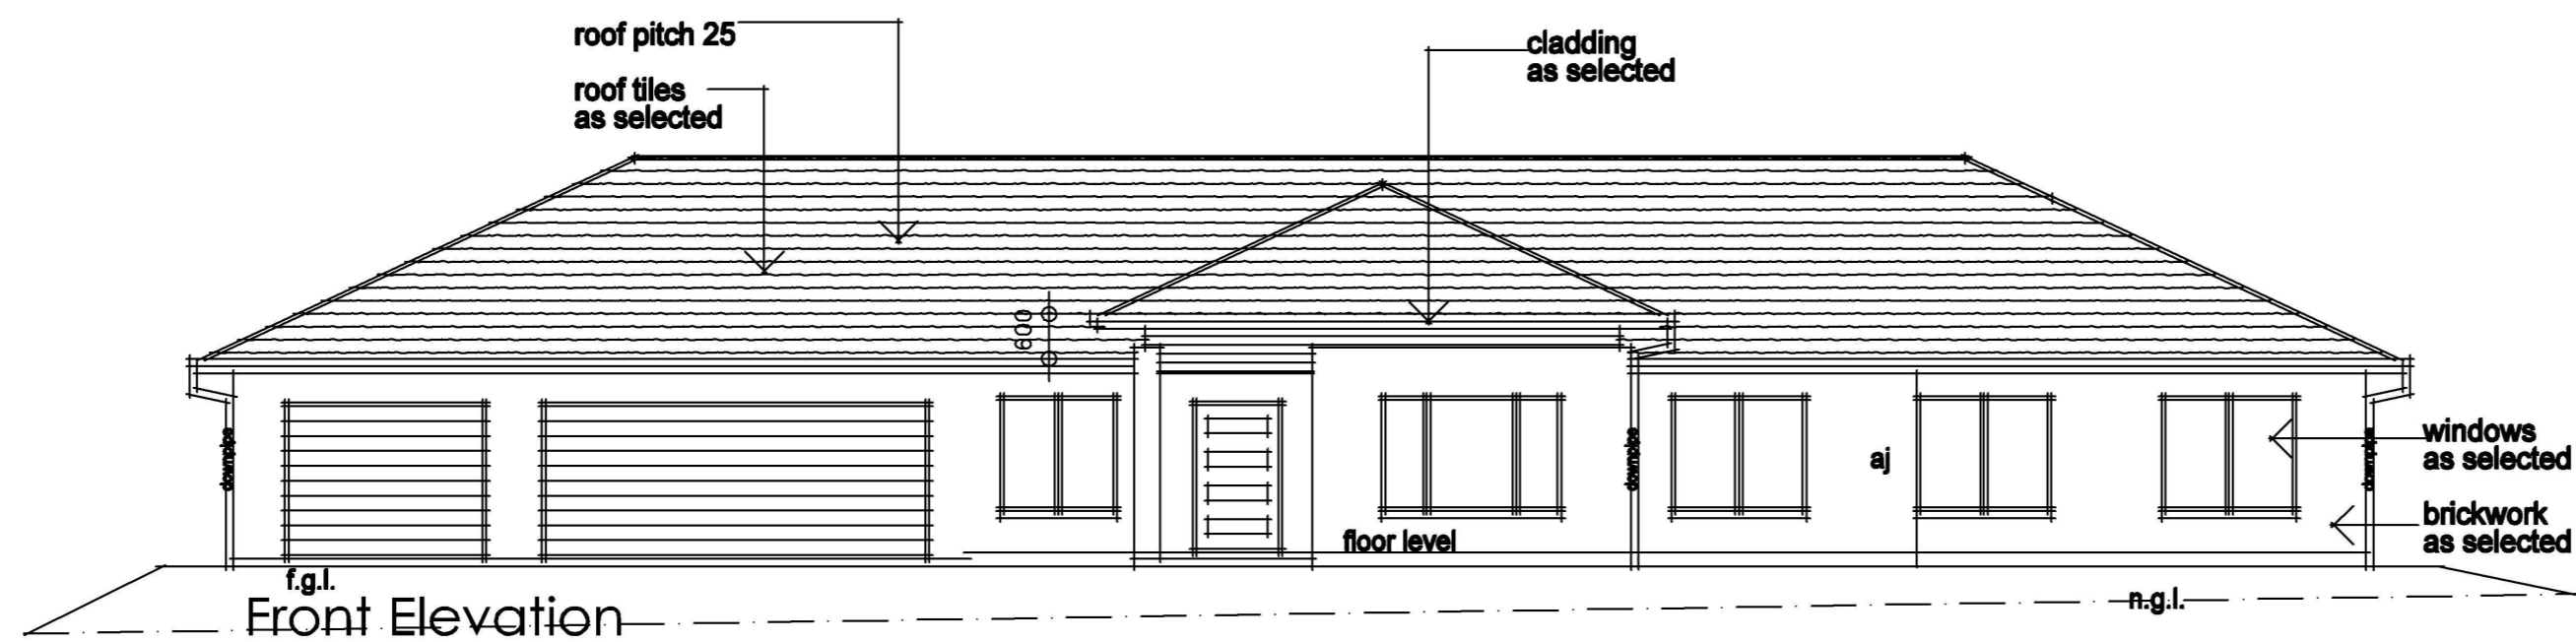 roof pitch 25
roof tiles
as selected
cladding
as selected
600
downpipe
downpipe
downpipe
aj
windows
as selected
brickwork
as selected
floor level
f.g.l.
n.g.l.
Front Elevation